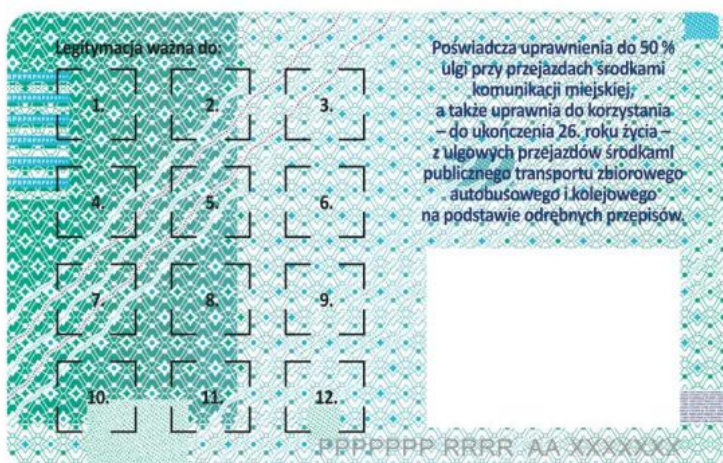 Legitymacja ważna do:
1. 2. 3.
4. 5. 6.
7. 8. 9.
10. 11. 12.
Poświadcza uprawnienia do 50 %
ulgi przy przejazdach środkami
komunikacji miejskiej,
a także uprawnia do korzystania
– do ukończenia 26. roku życia –
z ulgowych przejazdów środkami
publicznego transportu zbiorowego
autobusowego i kolejowego
na podstawie odrębnych przepisów.
PPPPPPP RRRR AA XXXXXXX